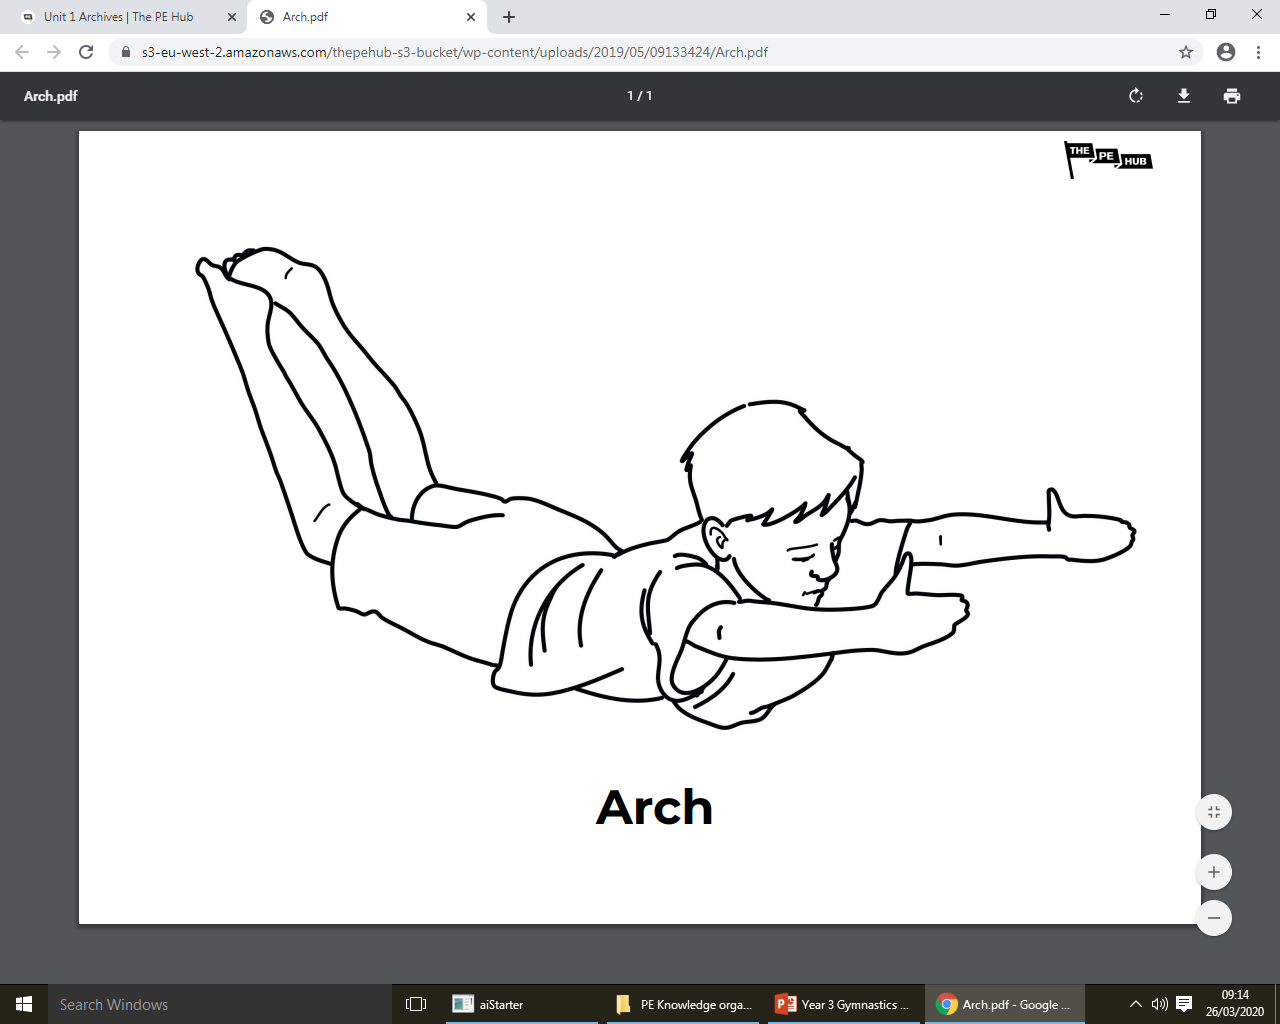 Unit 1 Archives | The PE Hub
Arch.pdf
s3-eu-west-2.amazonaws.com/thepehub-s3-bucket/wp-content/uploads/2019/05/09133424/Arch.pdf
Arch.pdf
1 / 1
THE PE HUB
Arch
Search Windows
aiStarter
PE Knowledge orga...
Year 3 Gymnastics ...
Arch.pdf - Google ...
09:14
26/03/2020